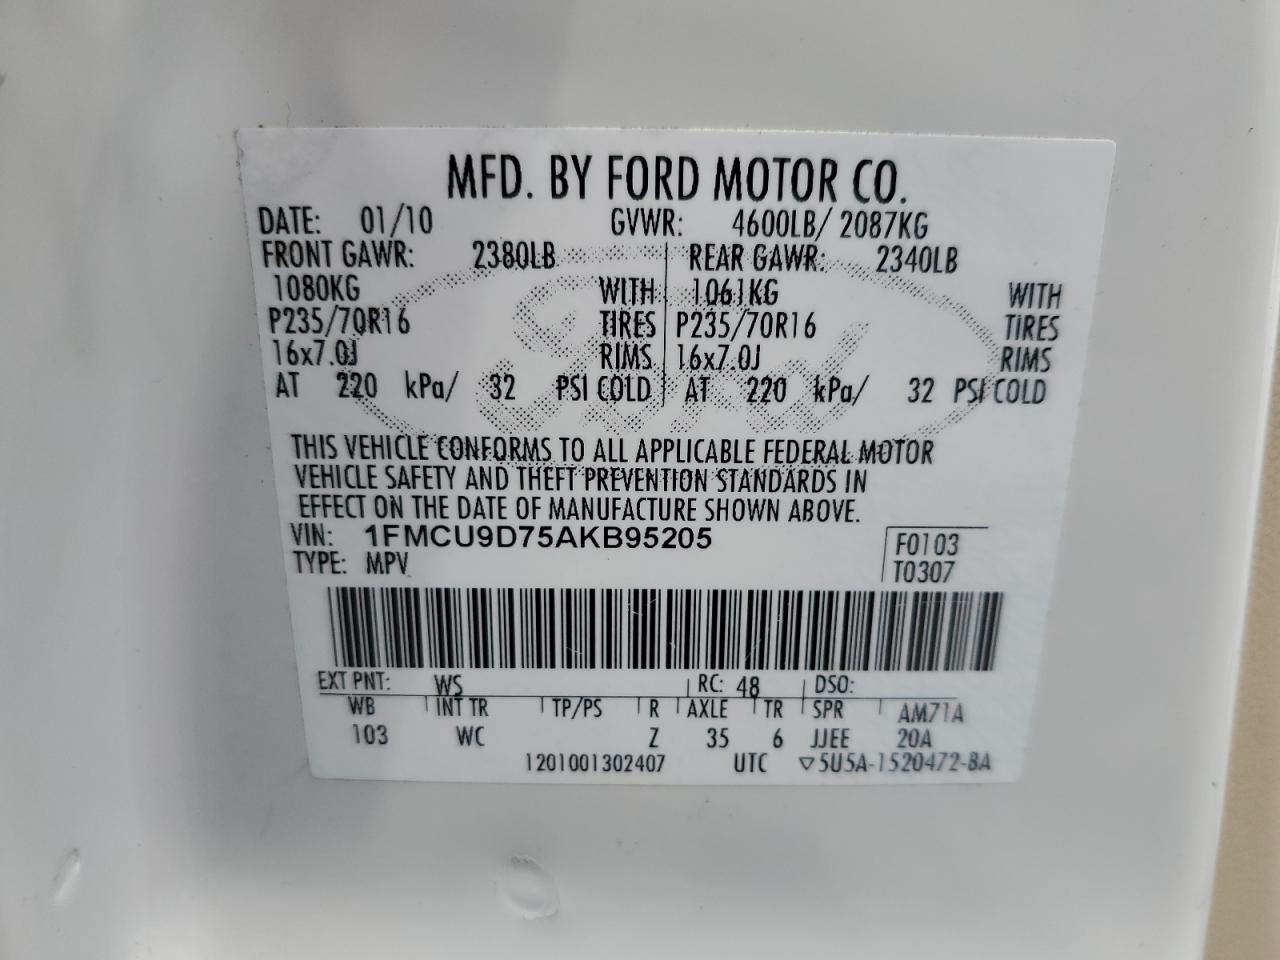 MFD. BY FORD MOTOR CO.
DATE: 01/10 GVWR: 4600LB/ 2087KG
FRONT GAWR: 2380LB REAR GAWR: 2340LB
1080KG WITH 1061KG WITH
P235/70R16 TIRES P235/70R16 TIRES
16x7.0J RIMS 16x7.0J RIMS
AT 220 kPa/ 32 PSI COLD AT 220 kPa/ 32 PSI COLD
Ford
THIS VEHICLE CONFORMS TO ALL APPLICABLE FEDERAL MOTOR
VEHICLE SAFETY AND THEFT PREVENTION STANDARDS IN
EFFECT ON THE DATE OF MANUFACTURE SHOWN ABOVE.
VIN: 1FMCU9D75AKB95205 F0103
TYPE: MPV T0307
EXT PNT: WS RC: 48 DSO:
WB INT TR TP/PS R AXLE TR SPR AM71A
103 WC Z 35 6 JJEE 20A
1201001302407 UTC ▽5U5A-1520472-BA